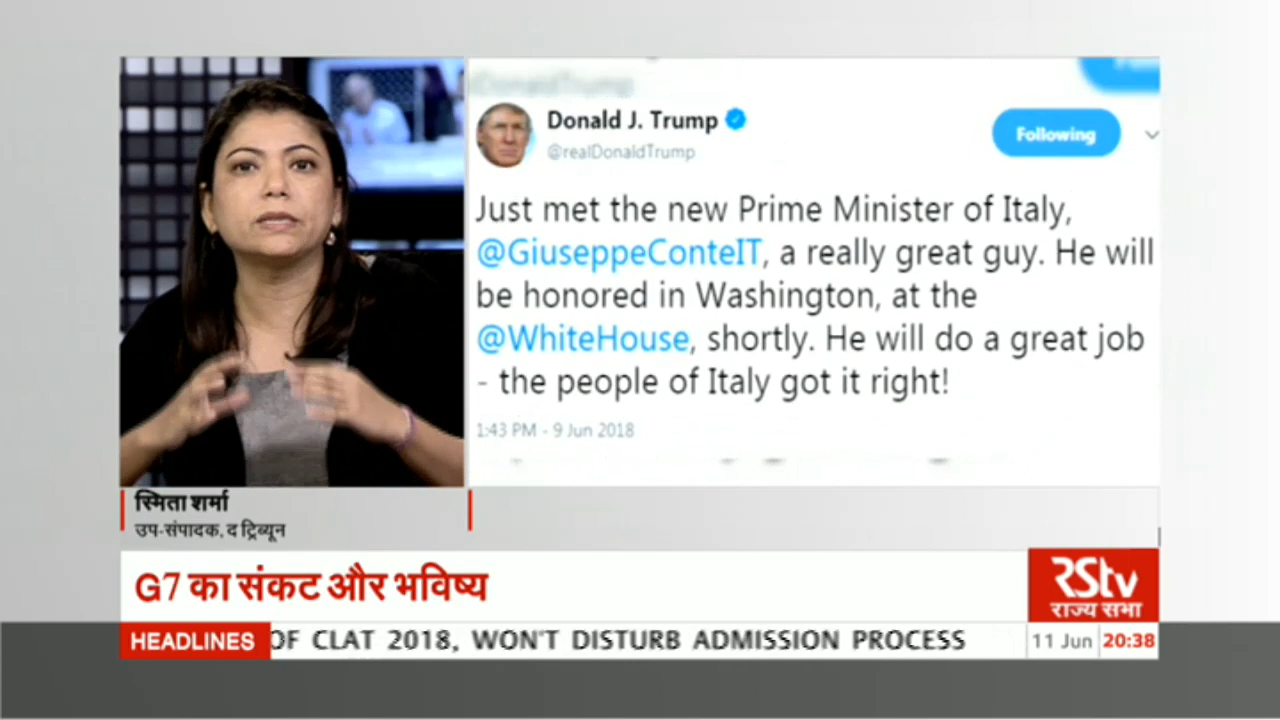 Donald J. Trump
@realDonaldTrump
Following
Just met the new Prime Minister of Italy,
@GiuseppeConteIT, a really great guy. He will
be honored in Washington, at the
@WhiteHouse, shortly. He will do a great job
- the people of Italy got it right!
1:43 PM - 9 Jun 2018
स्मिता शर्मा
उप-संपादक, द ट्रिब्यून
G7 का संकट और भविष्य
RStv
राज्य सभा
HEADLINES
OF CLAT 2018, WON'T DISTURB ADMISSION PROCESS
11 Jun
20:38